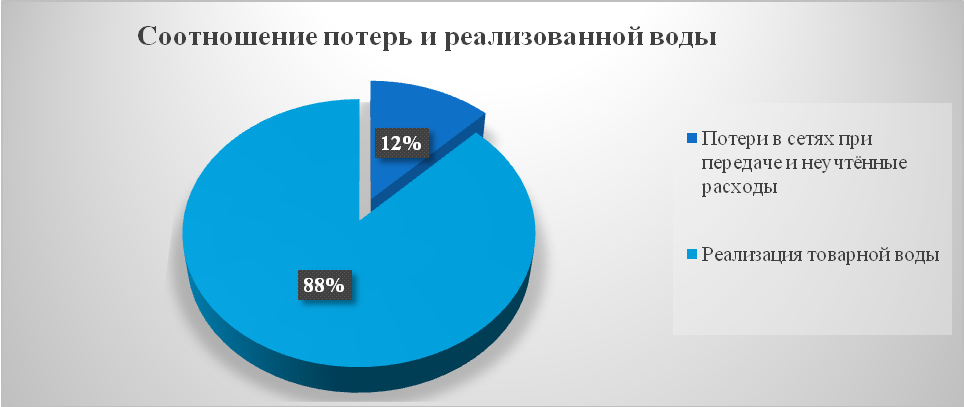 Соотношение потерь и реализованной воды
12%
88%
Потери в сетях при
передаче и неучтённые
расходы
Реализация товарной воды